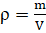 ρ = m/V